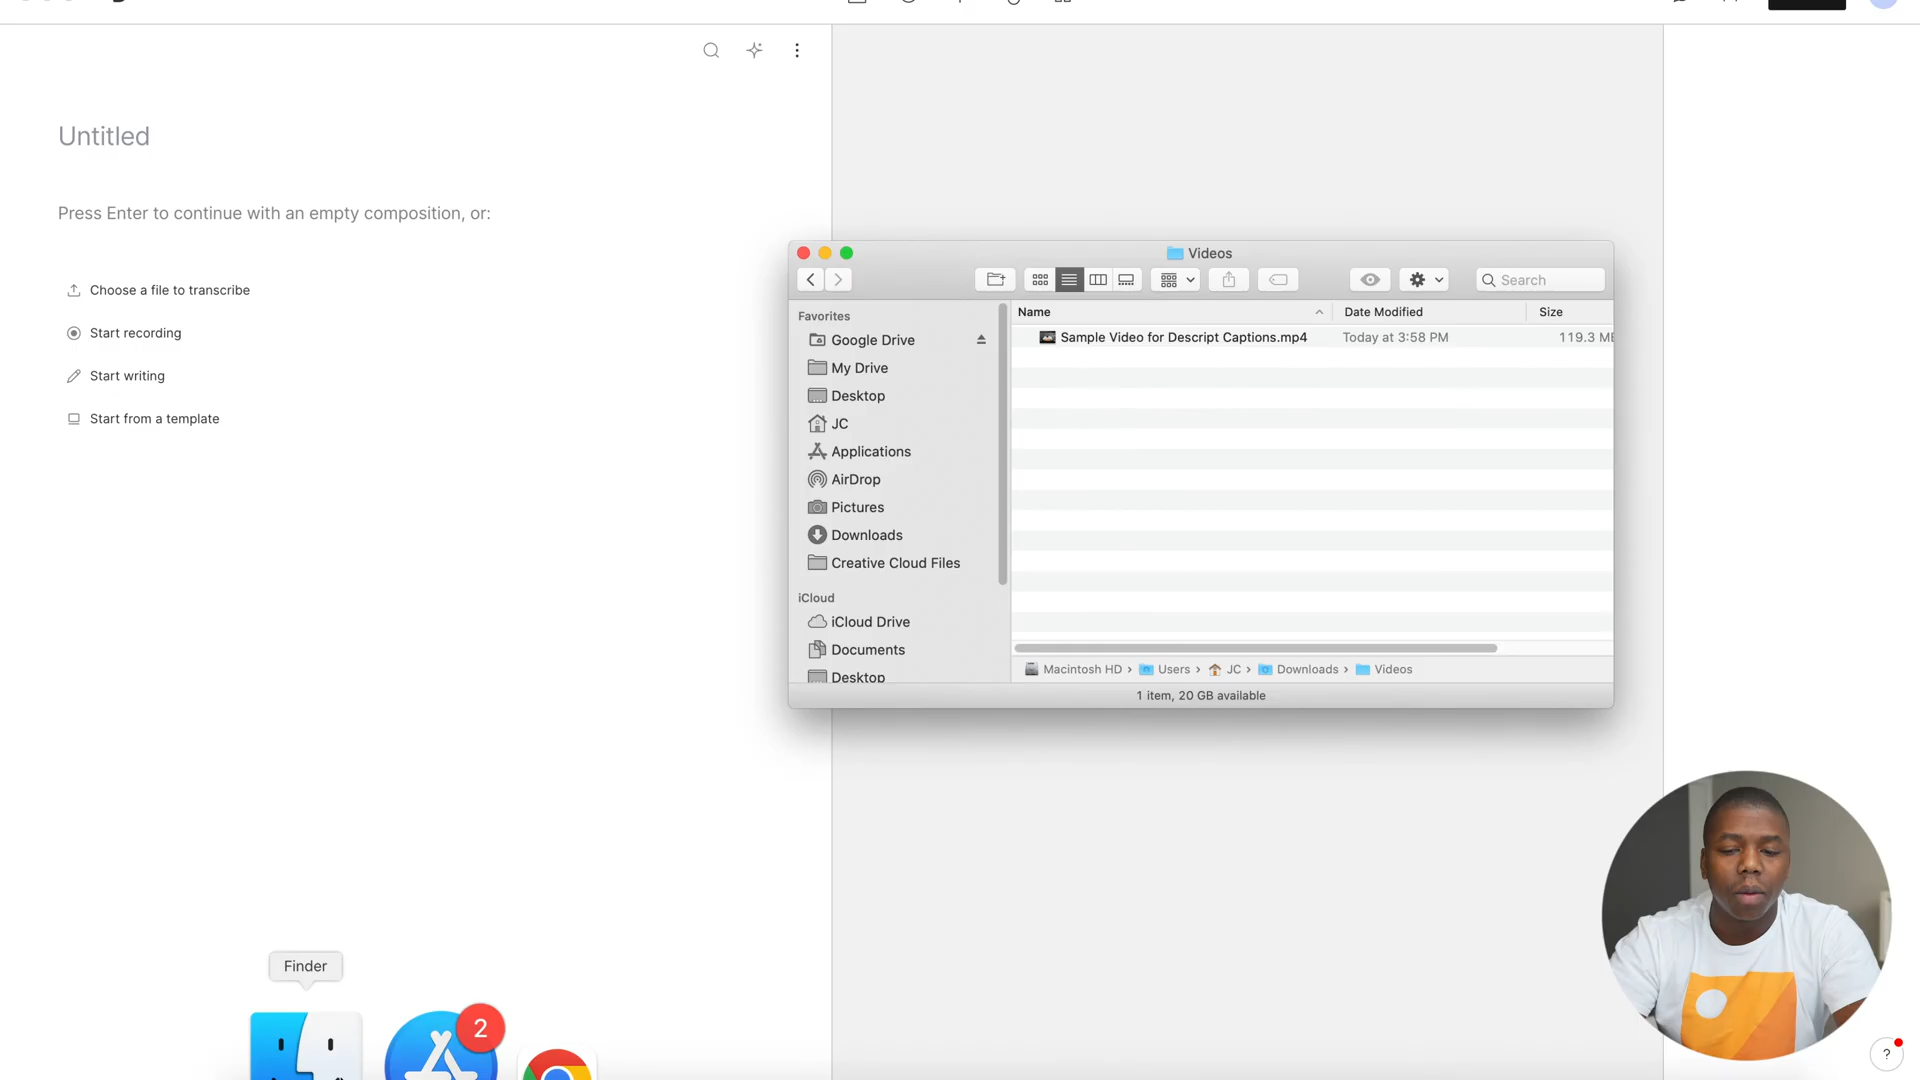 Untitled
Press Enter to continue with an empty composition, or:
Choose a file to transcribe
Start recording
Start writing
Start from a template
Videos
Search
Favorites
Google Drive
My Drive
Desktop
JC
Applications
AirDrop
Pictures
Downloads
Creative Cloud Files
iCloud
iCloud Drive
Documents
Desktop
Name Date Modified Size
Sample Video for Descript Captions.mp4 Today at 3:58 PM 119.3 MB
Macintosh HD › Users › JC › Downloads › Videos
1 item, 20 GB available
Finder
2
?